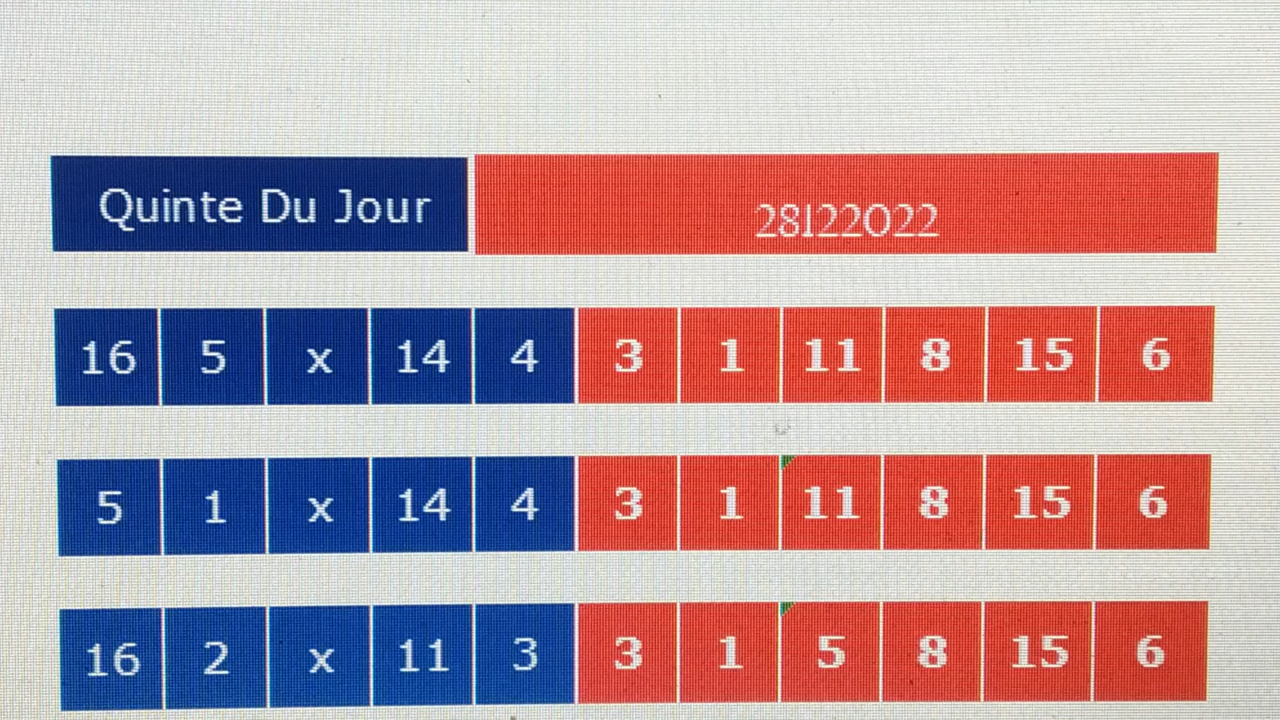 Quinte Du Jour 28122022
16 5 x 14 4 3 1 11 8 15 6
5 1 x 14 4 3 1 11 8 15 6
16 2 x 11 3 3 1 5 8 15 6